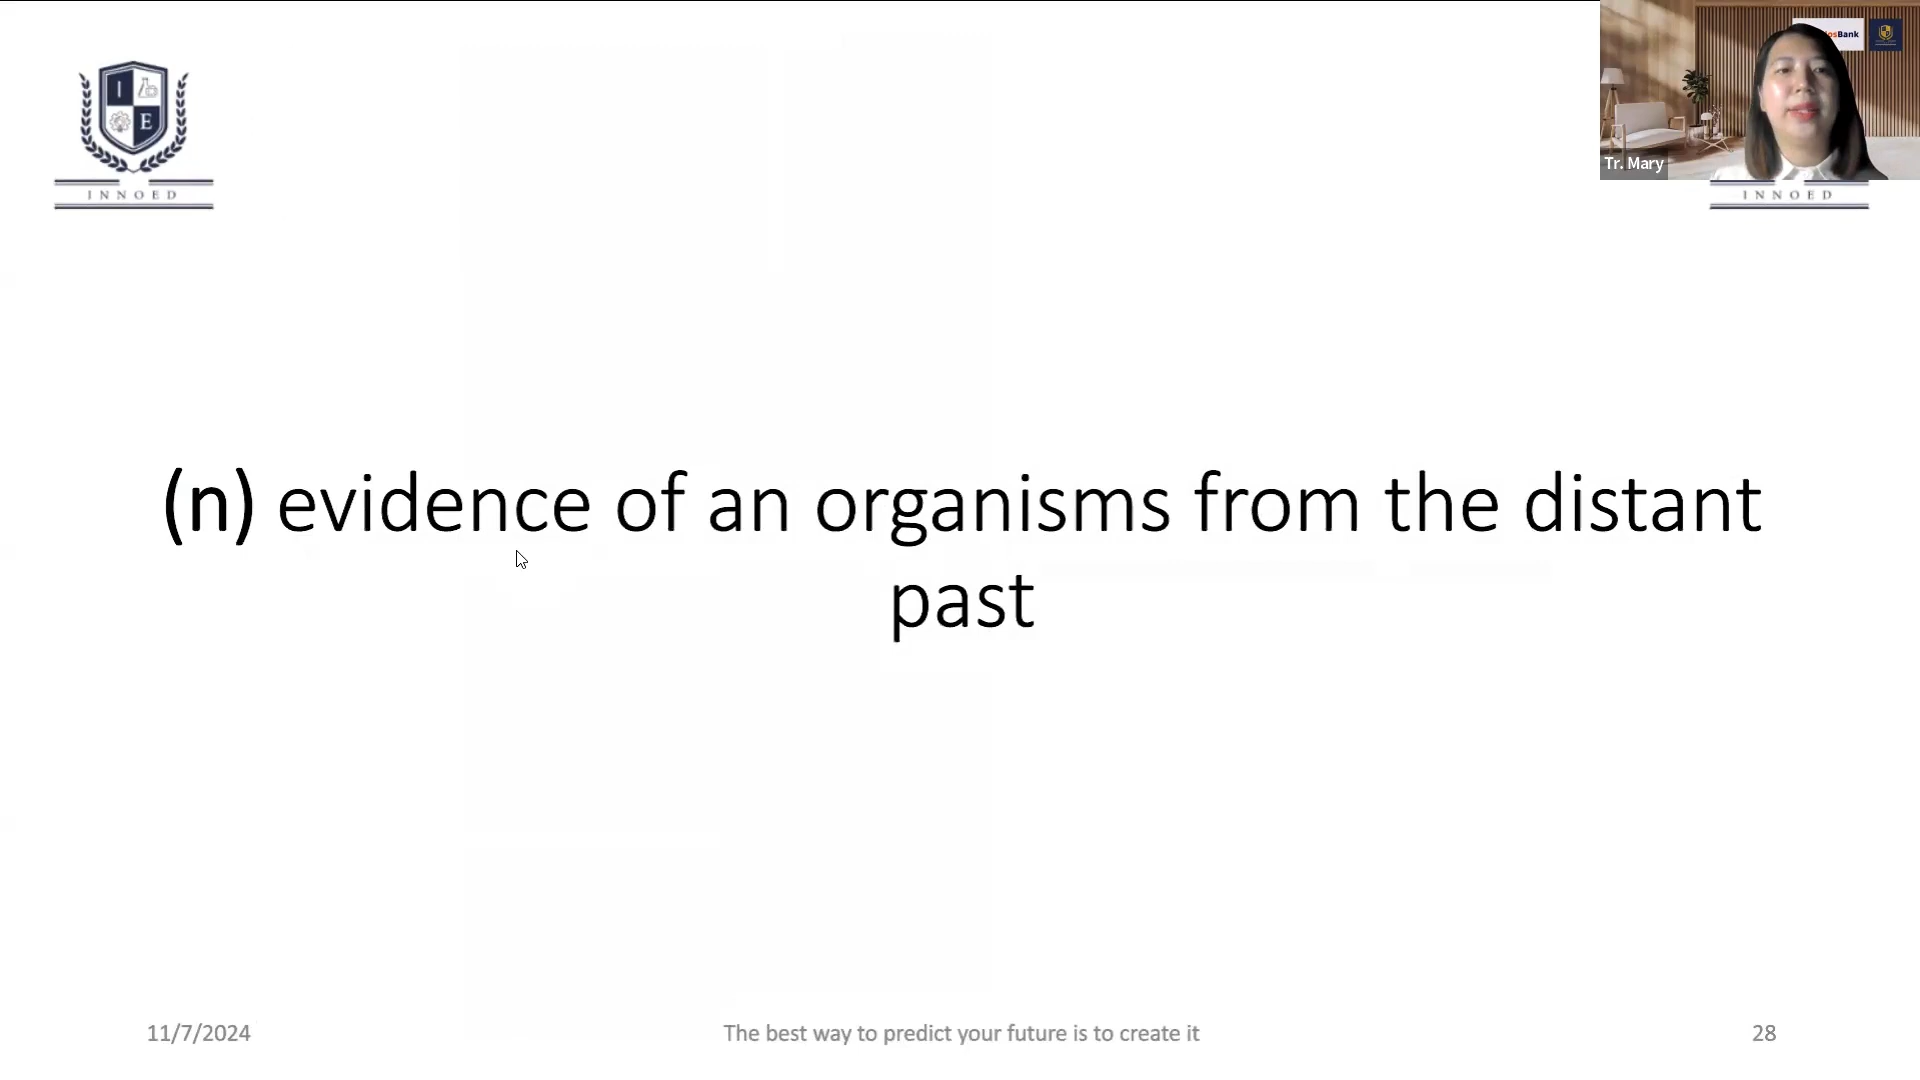 I
E
INNOED
osBank
Tr. Mary
INNOED
(n) evidence of an organisms from the distant
past
11/7/2024
The best way to predict your future is to create it
28